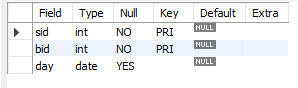 Field Type Null Key Default Extra
sid int NO PRI NULL
bid int NO PRI NULL
day date YES NULL